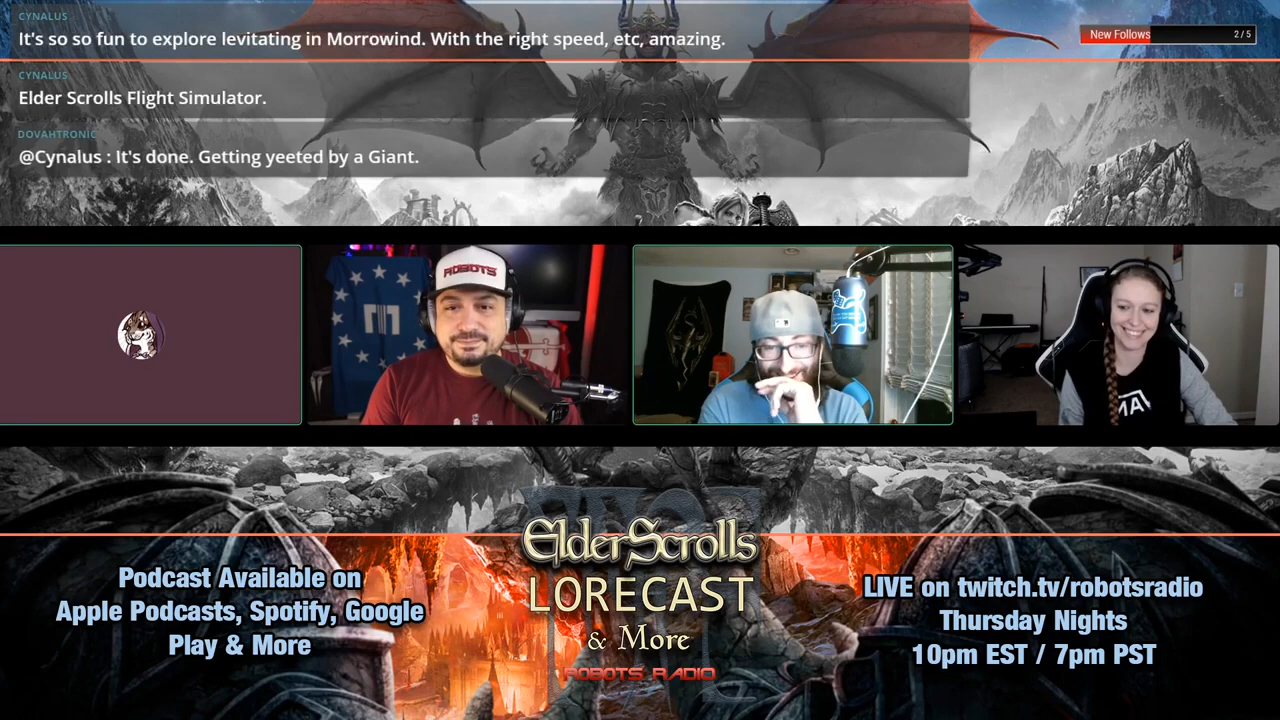 CYNALUS
It's so so fun to explore levitating in Morrowind. With the right speed, etc, amazing.
New Follows 2 / 5
CYNALUS
Elder Scrolls Flight Simulator.
DOVAHTRONIC
@Cynalus : It's done. Getting yeeted by a Giant.
ROBOTS
MA
Elder Scrolls
LORECAST
& More
ROBOTS RADIO
Podcast Available on
Apple Podcasts, Spotify, Google
Play & More
LIVE on twitch.tv/robotsradio
Thursday Nights
10pm EST / 7pm PST